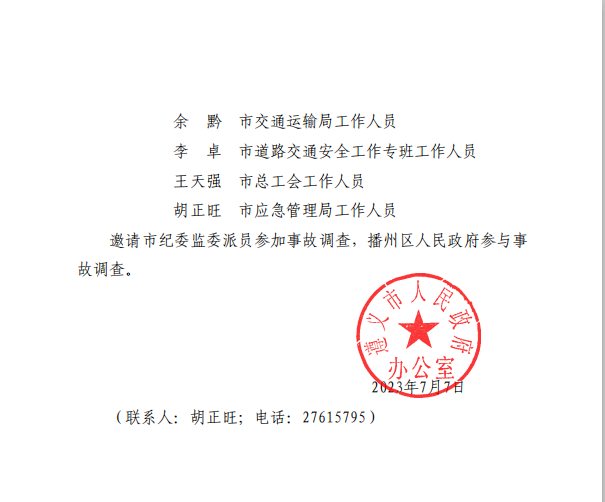 余　黔　市交通运输局工作人员
李　卓　市道路交通安全工作专班工作人员
王天强　市总工会工作人员
胡正旺　市应急管理局工作人员
邀请市纪委监委派员参加事故调查，播州区人民政府参与事
故调查。
遵义市人民政府
办公室
2023年7月7日
（联系人：胡正旺；电话：27615795）